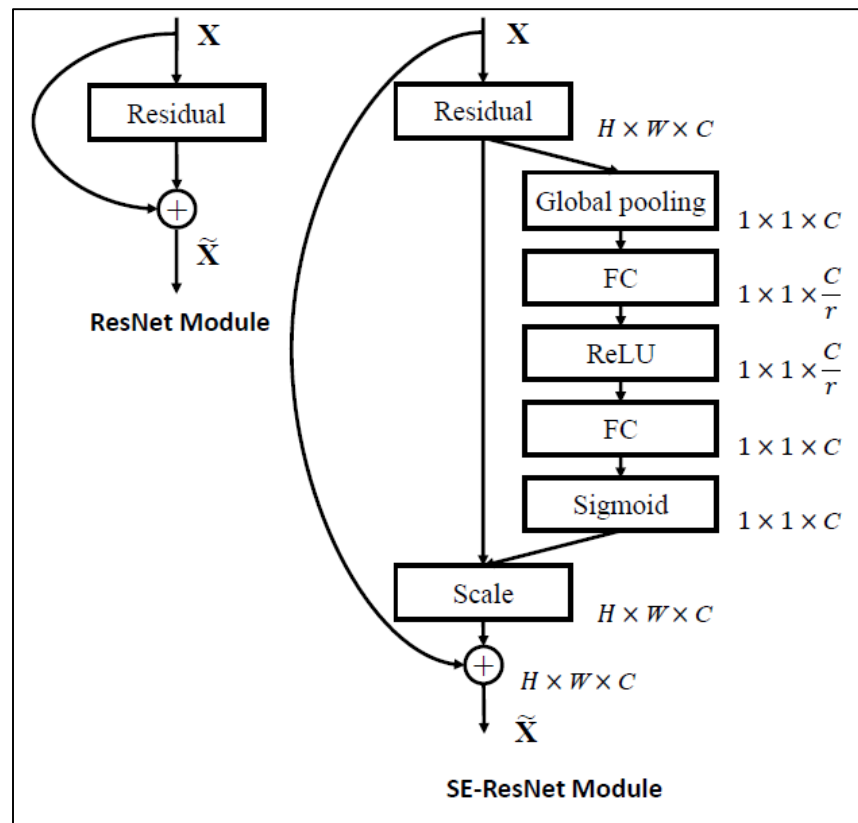 X
Residual
+
X̃
ResNet Module
X
Residual
H × W × C
Global pooling
1 × 1 × C
FC
1 × 1 × C/r
ReLU
1 × 1 × C/r
FC
1 × 1 × C
Sigmoid
1 × 1 × C
Scale
H × W × C
+
H × W × C
X̃
SE-ResNet Module